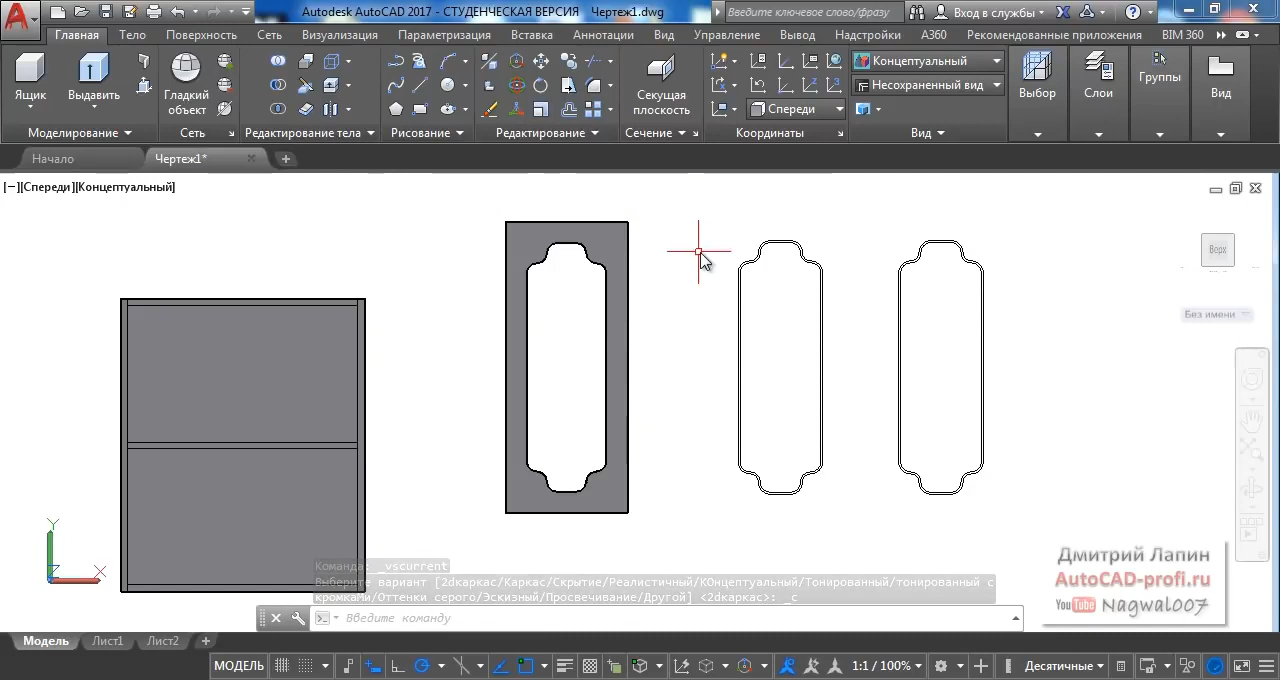 Autodesk AutoCAD 2017 - СТУДЕНЧЕСКАЯ ВЕРСИЯ Чертеж1.dwg
Введите ключевое слово/фразу
Вход в службы
Главная Тело Поверхность Сеть Визуализация Параметризация Вставка Аннотации Вид Управление Вывод Надстройки A360 Рекомендованные приложения BIM 360
Ящик
Выдавить
Гладкий
объект
Секущая
плоскость
Спереди
Концептуальный
Несохраненный вид
Выбор
Слои
Группы
Вид
Моделирование Сеть Редактирование тела Рисование Редактирование Сечение Координаты Вид
Начало Чертеж1*
[−][Спереди][Концептуальный]
Верх
Без имени
Y
X
Z
Команда: _vscurrent
Выберите вариант [2dкаркас/Каркас/Скрытие/Реалистичный/КОнцептуальный/Тонированный/тонированный с
кромкаМи/Оттенки серого/Эскизный/Просвечивание/Другой] <2dкаркас>: _c
Введите команду
Дмитрий Лапин
AutoCAD-profi.ru
YouTube Nagwal007
Модель Лист1 Лист2 +
МОДЕЛЬ 1:1 / 100% Десятичные